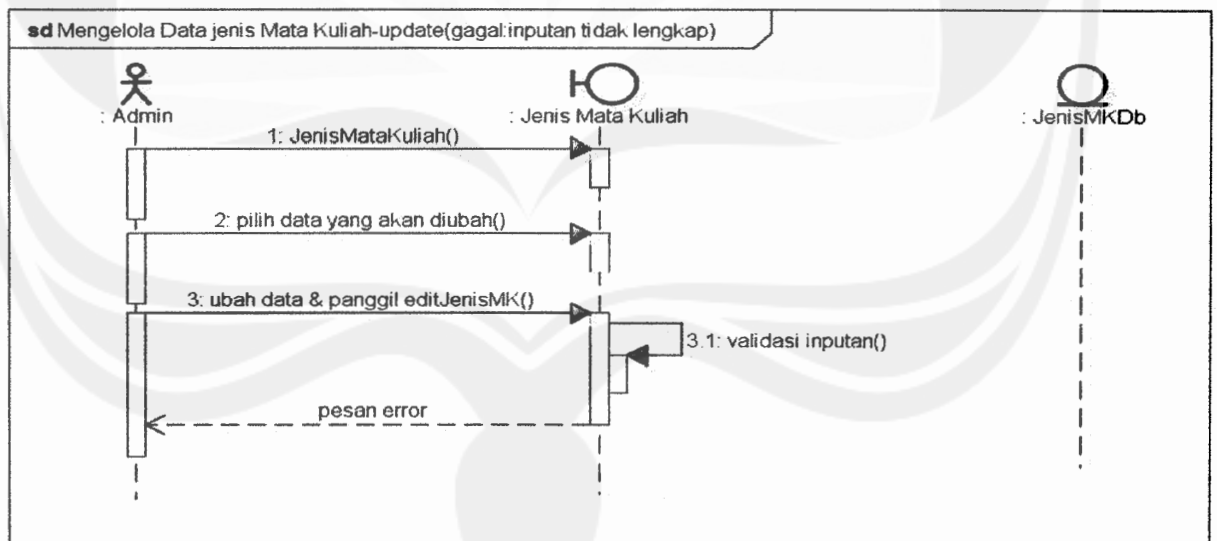 sd Mengelola Data jenis Mata Kuliah-update(gagal:inputan tidak lengkap)
: Admin
: Jenis Mata Kuliah
: JenisMKDb
1: JenisMataKuliah()
2: pilih data yang akan diubah()
3: ubah data & panggil editJenisMK()
3.1: validasi inputan()
pesan error